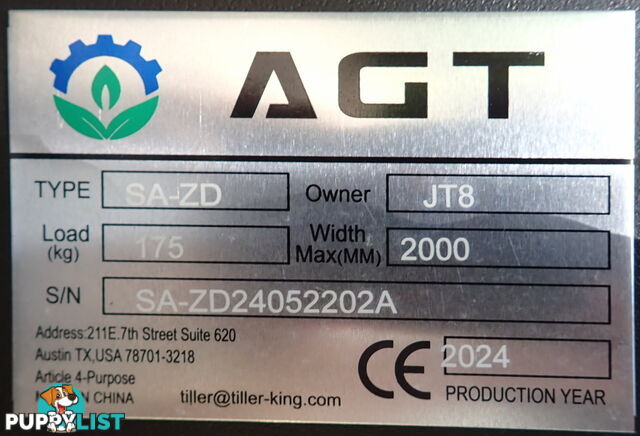 AGT
TYPE SA-ZD Owner JT8
Load (kg) 175 Width Max(MM) 2000
S/N SA-ZD24052202A
Address:211E.7th Street Suite 620
Austin TX,USA 78701-3218
Article 4-Purpose
IN CHINA
tiller@tiller-king.com
CE 2024
PRODUCTION YEAR
PUPPYLIST